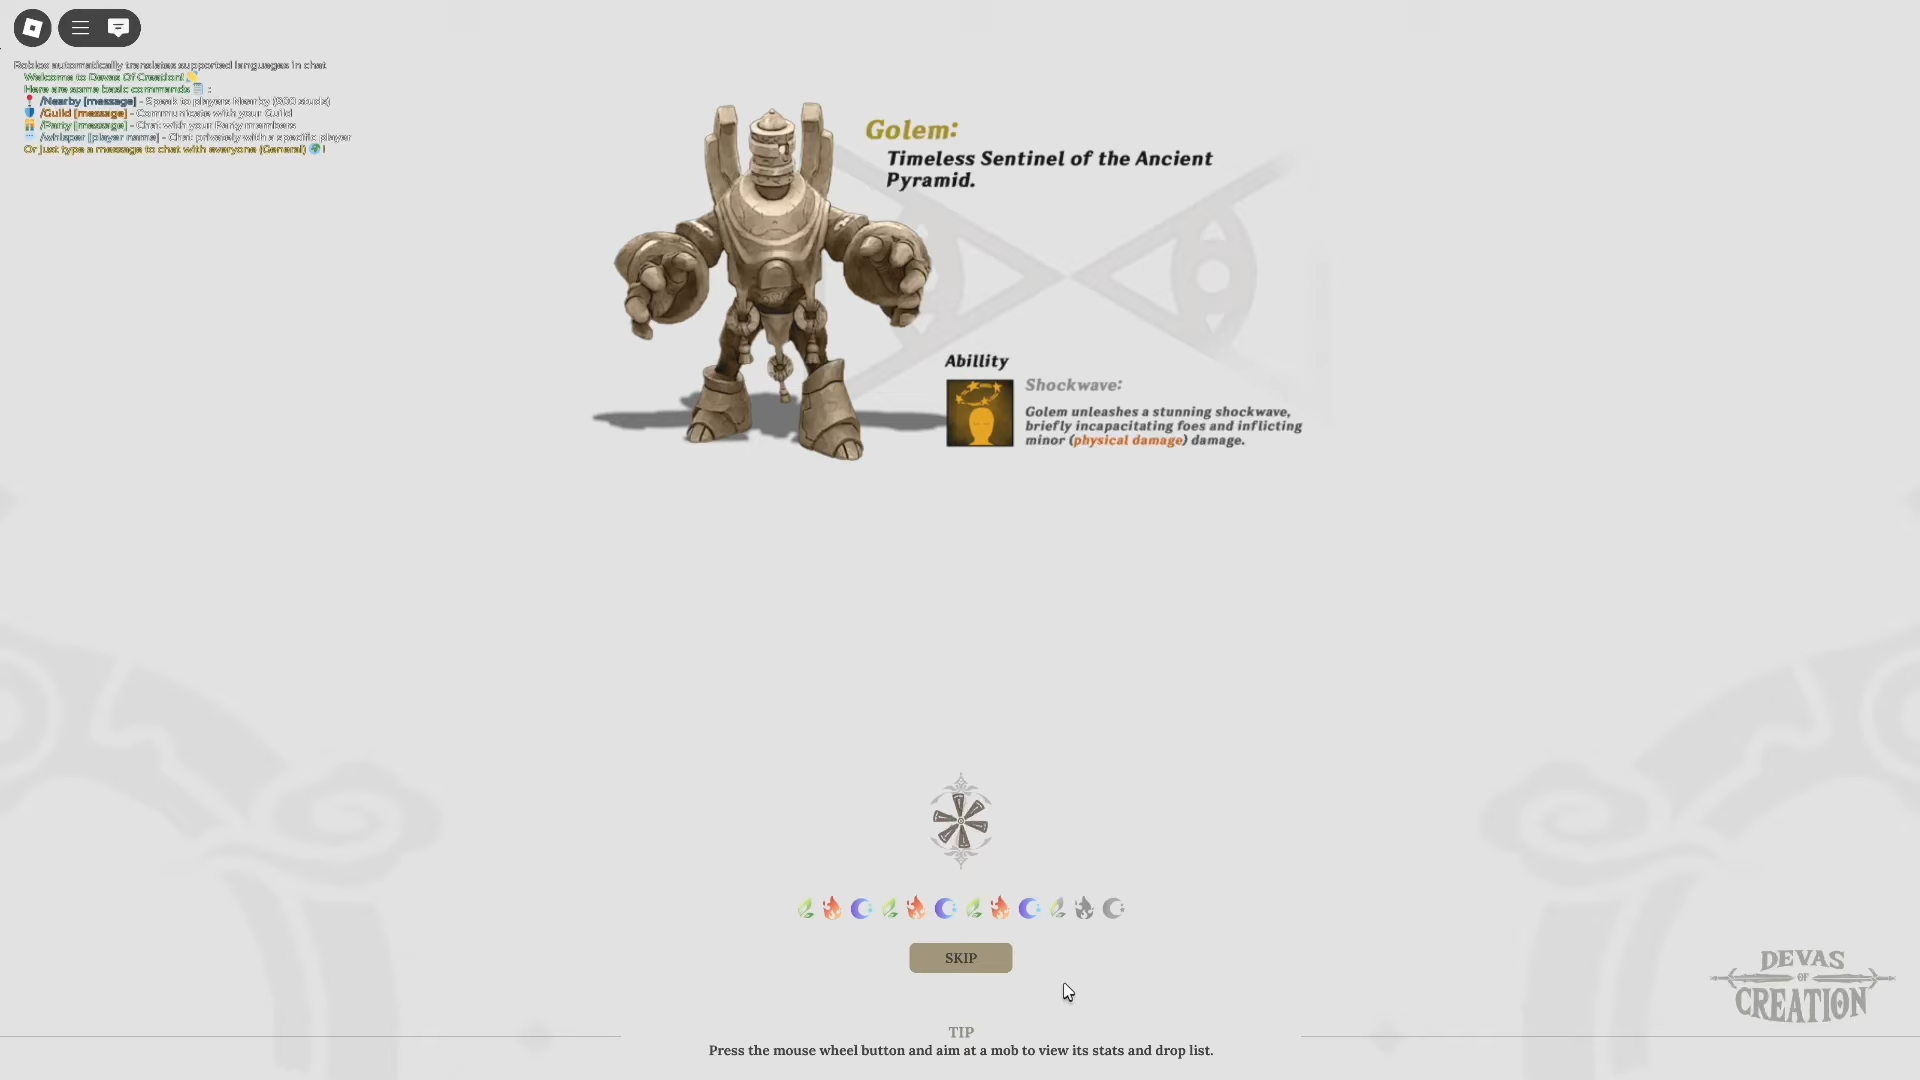 Roblox automatically translates supported languages in chat
Welcome to Devas Of Creation! 👋
Here are some basic commands 📋 :
📍 /Nearby [message] - Speak to players Nearby (500 studs)
🛡️ /Guild [message] - Communicate with your Guild
👥 /Party [message] - Chat with your Party members
💬 /whisper [player name] - Chat privately with a specific player
Or just type a message to chat with everyone (General) 🌍 !
Golem:
Timeless Sentinel of the Ancient
Pyramid.
Abillity
Shockwave:
Golem unleashes a stunning shockwave,
briefly incapacitating foes and inflicting
minor (physical damage) damage.
SKIP
DEVAS
OF
CREATION
TIP
Press the mouse wheel button and aim at a mob to view its stats and drop list.